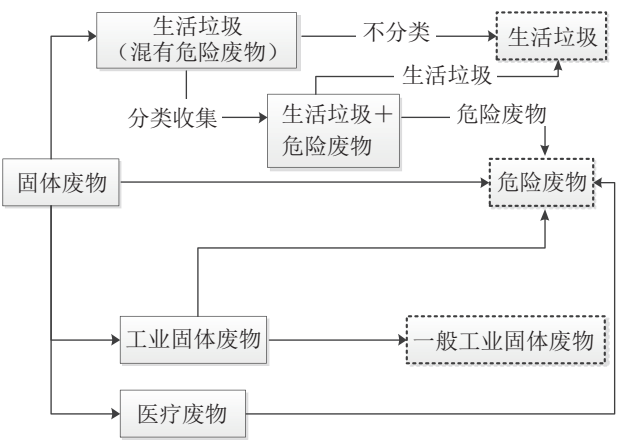 生活垃圾
（混有危险废物）
不分类
生活垃圾
生活垃圾
分类收集
生活垃圾＋
危险废物
危险废物
固体废物
危险废物
工业固体废物
一般工业固体废物
医疗废物